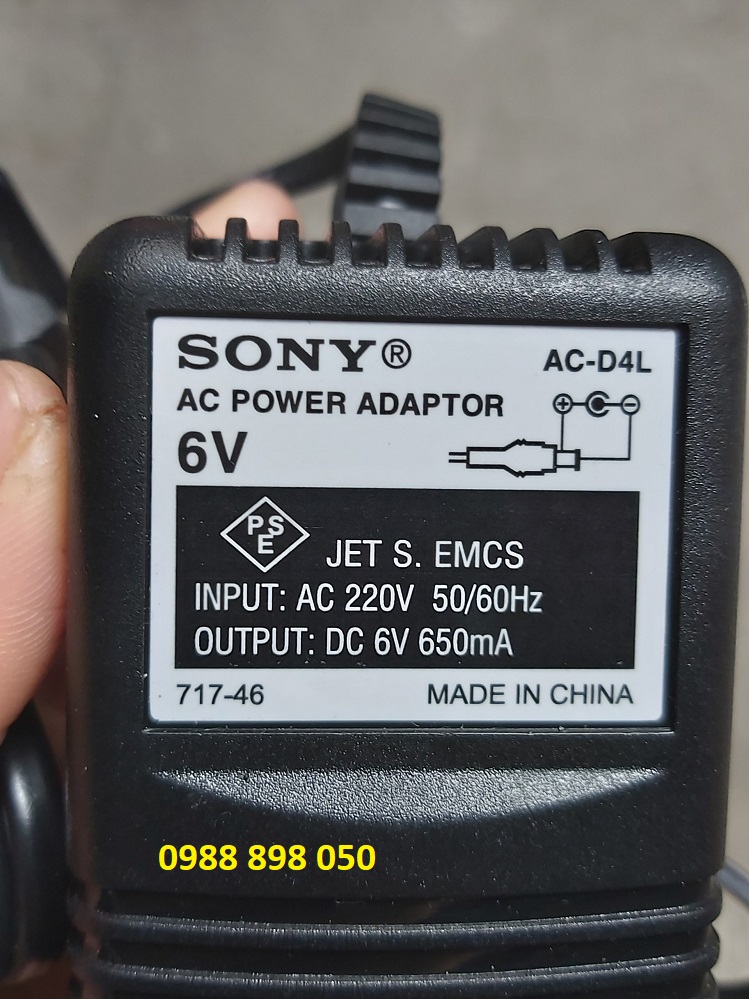 SONY®
AC-D4L
AC POWER ADAPTOR
6V
PSE
JET S. EMCS
INPUT: AC 220V 50/60Hz
OUTPUT: DC 6V 650mA
717-46
MADE IN CHINA
0988 898 050